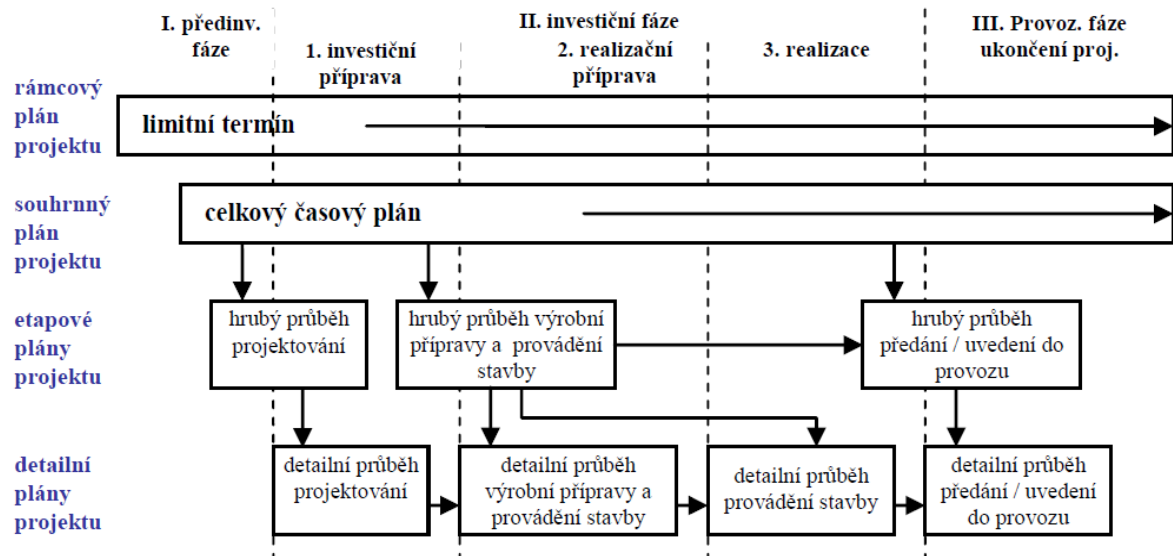 I. předinv.
fáze
II. investiční fáze
1. investiční
příprava
2. realizační
příprava
3. realizace
III. Provoz. fáze
ukončení proj.
rámcový
plán
projektu
limitní termín
souhrnný
plán
projektu
celkový časový plán
etapové
plány
projektu
hrubý průběh
projektování
hrubý průběh výrobní
přípravy a provádění
stavby
hrubý průběh
předání / uvedení do
provozu
detailní
plány
projektu
detailní průběh
projektování
detailní průběh
výrobní přípravy a
provádění stavby
detailní průběh
provádění stavby
detailní průběh
předání / uvedení
do provozu